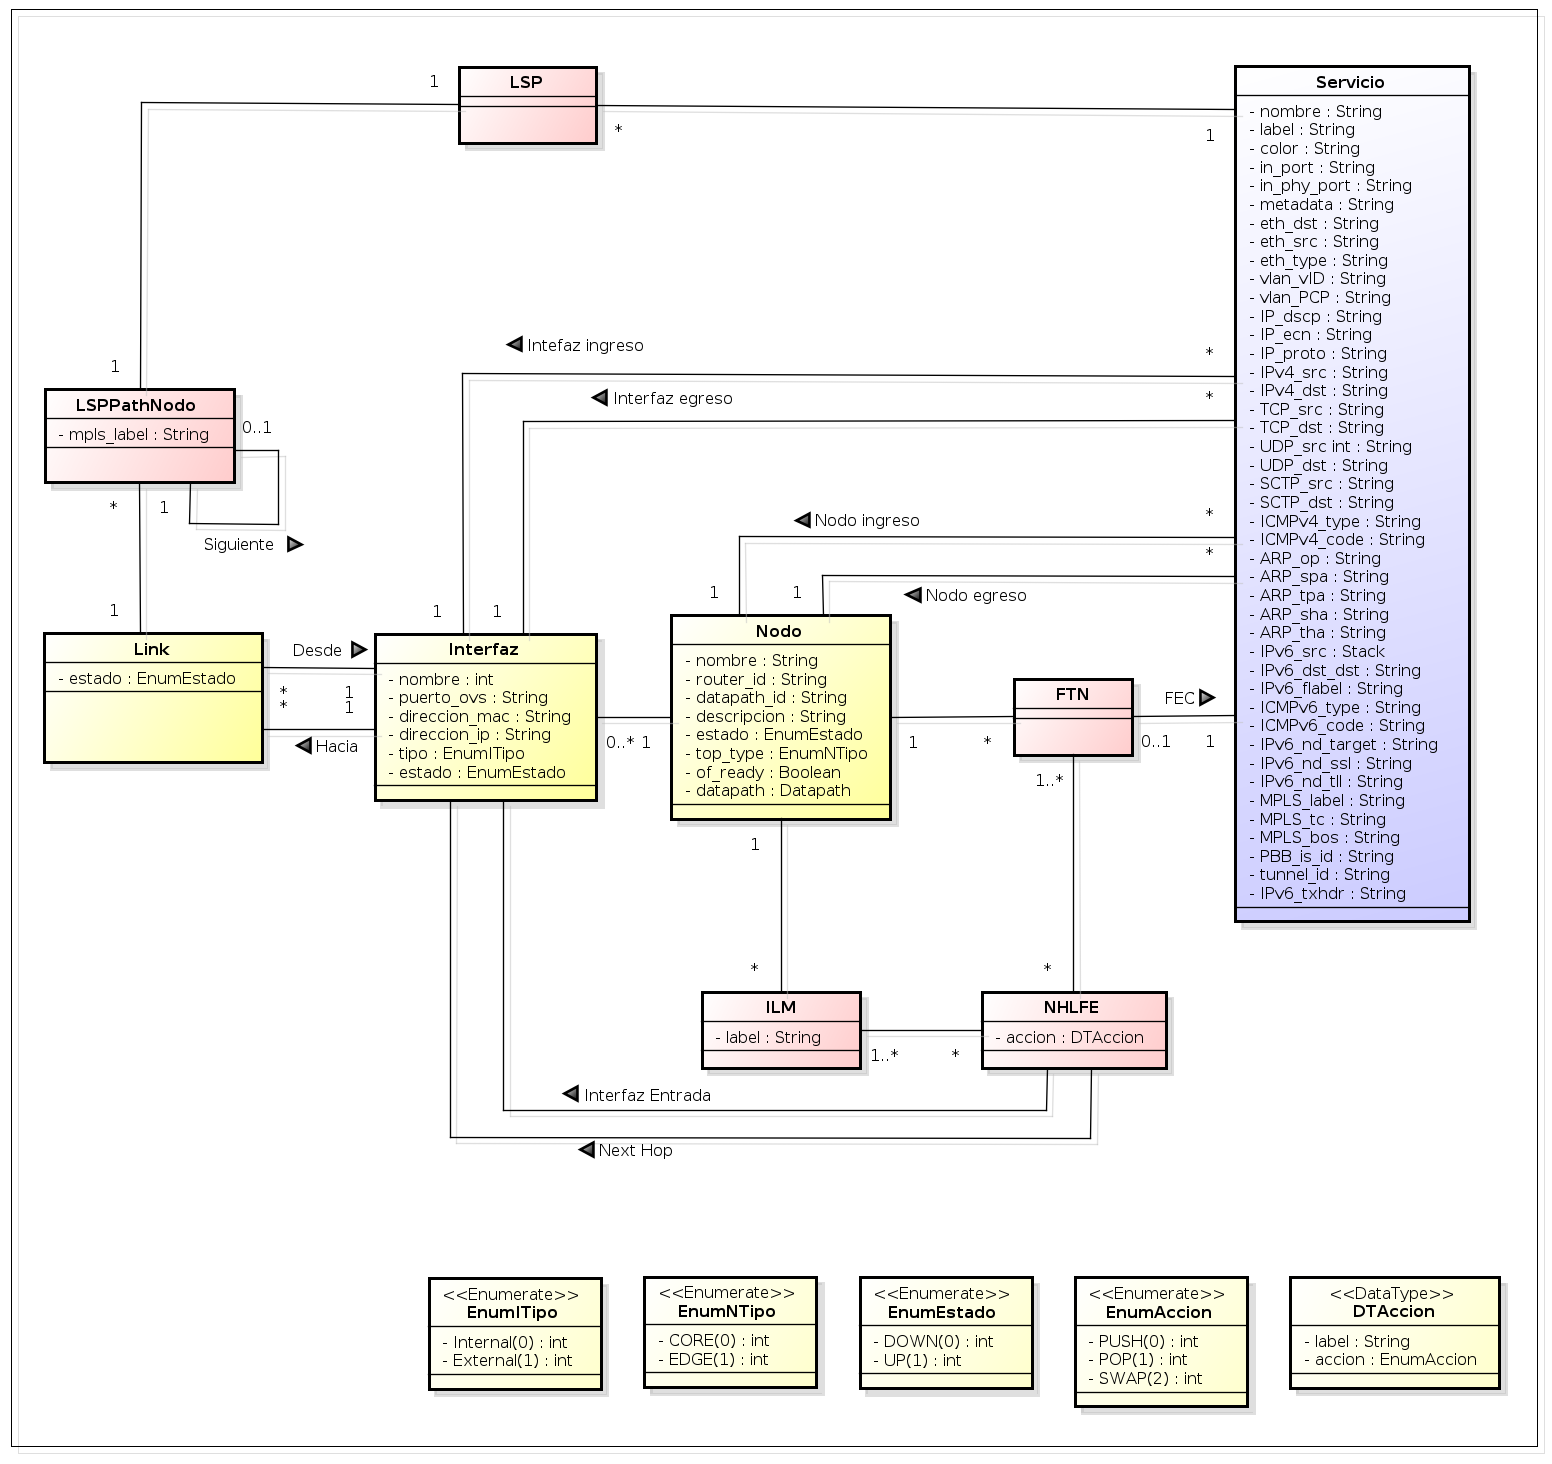 LSP
1
*
1
Servicio
- nombre : String
- label : String
- color : String
- in_port : String
- in_phy_port : String
- metadata : String
- eth_dst : String
- eth_src : String
- eth_type : String
- vlan_vID : String
- vlan_PCP : String
- IP_dscp : String
- IP_ecn : String
- IP_proto : String
- IPv4_src : String
- IPv4_dst : String
- TCP_src : String
- TCP_dst : String
- UDP_src int : String
- UDP_dst : String
- SCTP_src : String
- SCTP_dst : String
- ICMPv4_type : String
- ICMPv4_code : String
- ARP_op : String
- ARP_spa : String
- ARP_tpa : String
- ARP_sha : String
- ARP_tha : String
- IPv6_src : Stack
- IPv6_dst_dst : String
- IPv6_flabel : String
- ICMPv6_type : String
- ICMPv6_code : String
- IPv6_nd_target : String
- IPv6_nd_ssl : String
- IPv6_nd_tll : String
- MPLS_label : String
- MPLS_tc : String
- MPLS_bos : String
- PBB_is_id : String
- tunnel_id : String
- IPv6_txhdr : String
Intefaz ingreso
*
Interfaz egreso
*
1
LSPPathNodo
- mpls_label : String
0..1
*
1
Siguiente
Nodo ingreso
*
*
Nodo egreso
1
1
1
1
1
Link
- estado : EnumEstado
Desde
*
1
*
1
Hacia
Interfaz
- nombre : int
- puerto_ovs : String
- direccion_mac : String
- direccion_ip : String
- tipo : EnumITipo
- estado : EnumEstado
0..*
1
Nodo
- nombre : String
- router_id : String
- datapath_id : String
- descripcion : String
- estado : EnumEstado
- top_type : EnumNTipo
- of_ready : Boolean
- datapath : Datapath
1
*
FTN
FEC
0..1
1
1..*
1
*
*
ILM
- label : String
1..*
*
NHLFE
- accion : DTAccion
Interfaz Entrada
Next Hop
<<Enumerate>>
EnumITipo
- Internal(0) : int
- External(1) : int
<<Enumerate>>
EnumNTipo
- CORE(0) : int
- EDGE(1) : int
<<Enumerate>>
EnumEstado
- DOWN(0) : int
- UP(1) : int
<<Enumerate>>
EnumAccion
- PUSH(0) : int
- POP(1) : int
- SWAP(2) : int
<<DataType>>
DTAccion
- label : String
- accion : EnumAccion